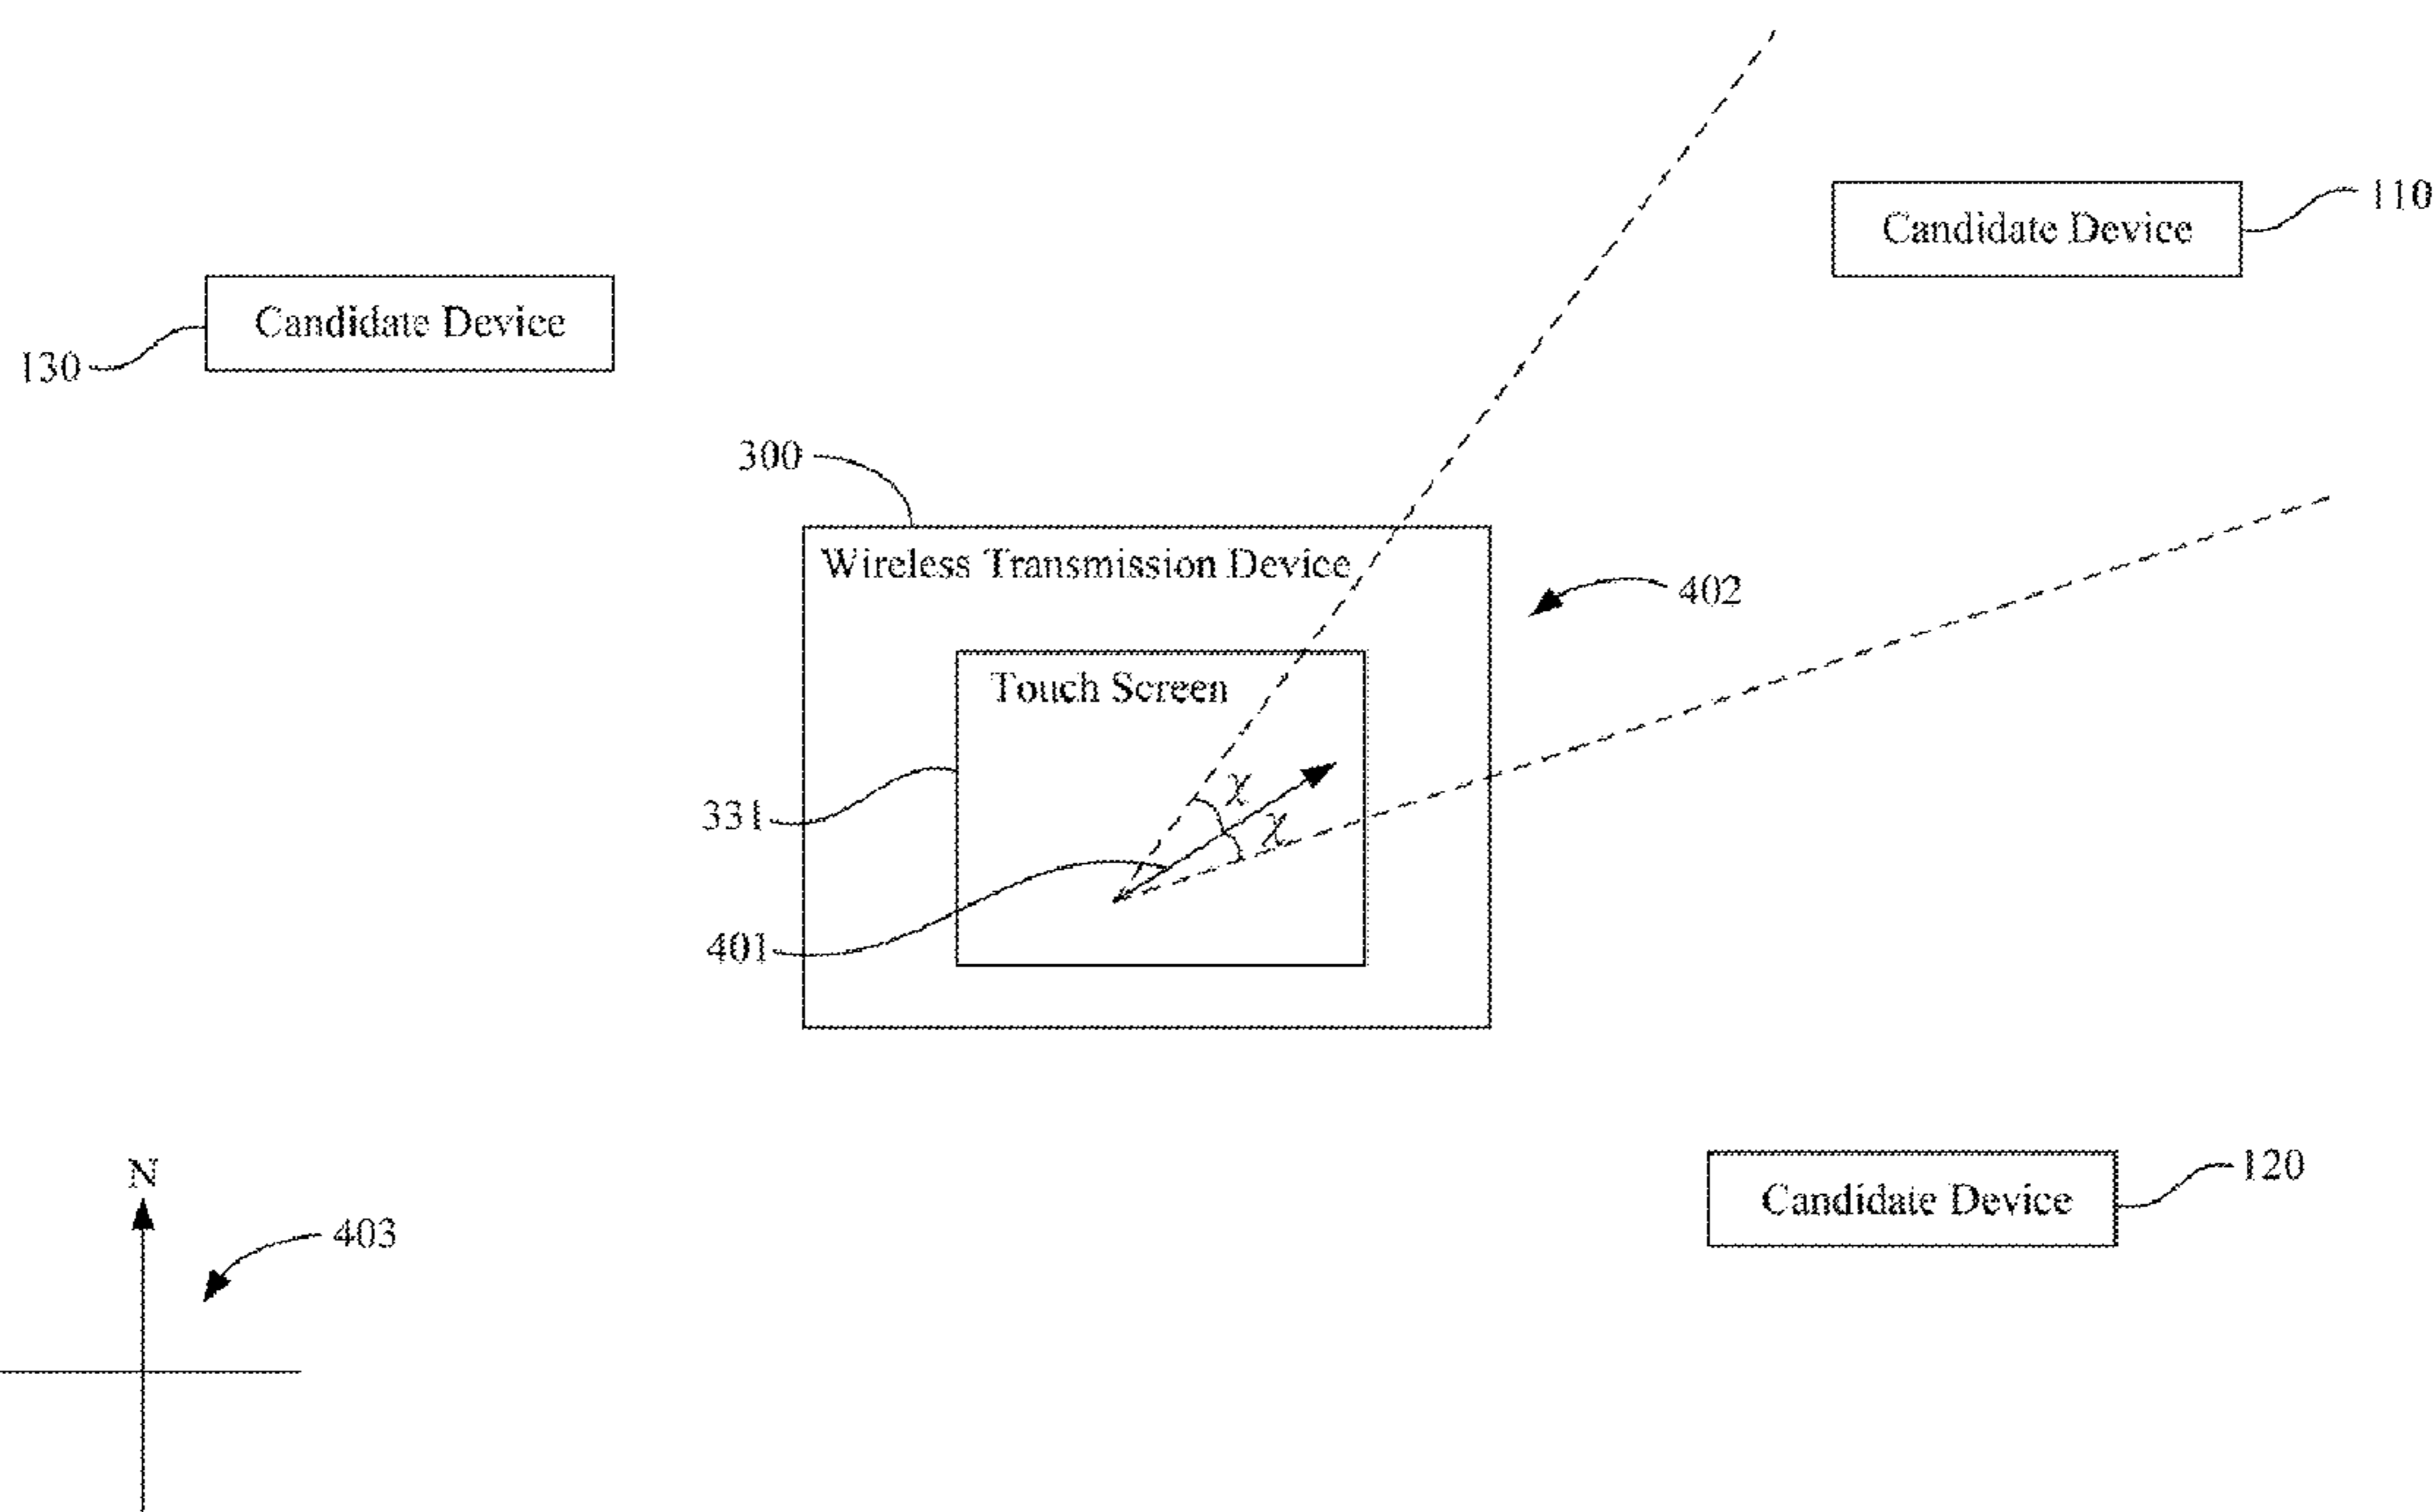 110
Candidate Device
Candidate Device
130
300
Wireless Transmission Device
402
Touch Screen
χ
331
χ
401
N
120
Candidate Device
403